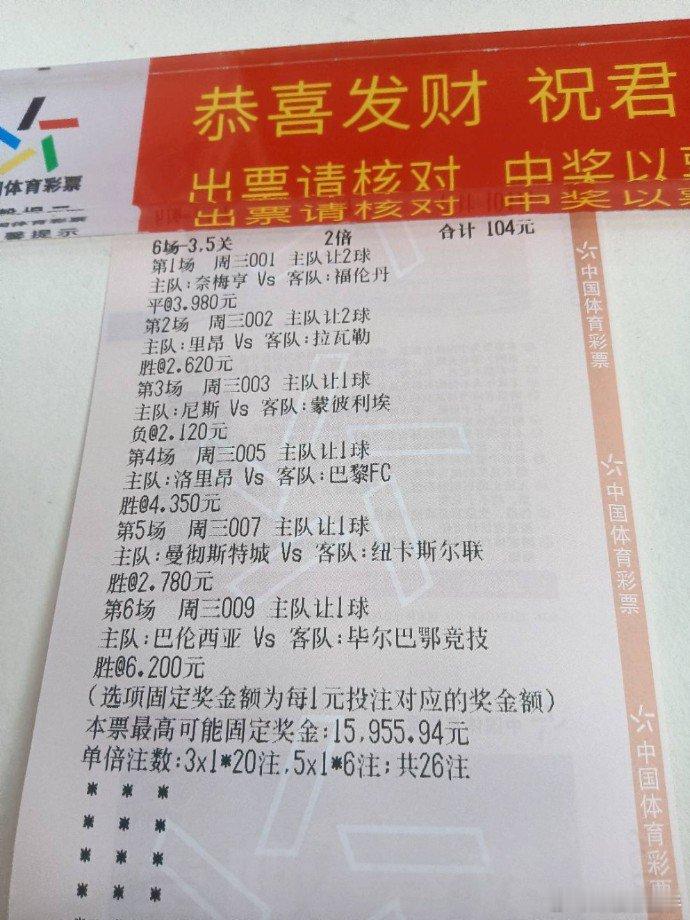 恭喜发财 祝君
出票请核对 中奖以
出票请核对 中奖以
国体育彩票
国体育彩票
提示
6场-3.5关 2倍 合计 104元
第1场 周三001 主队让2球
主队:奈梅亨 Vs 客队:福伦丹
平@3.980元
第2场 周三002 主队让2球
主队:里昂 Vs 客队:拉瓦勒
胜@2.620元
第3场 周三003 主队让1球
主队:尼斯 Vs 客队:蒙彼利埃
负@2.120元
第4场 周三005 主队让1球
主队:洛里昂 Vs 客队:巴黎FC
胜@4.350元
第5场 周三007 主队让1球
主队:曼彻斯特城 Vs 客队:纽卡斯尔联
胜@2.780元
第6场 周三009 主队让1球
主队:巴伦西亚 Vs 客队:毕尔巴鄂竞技
胜@6.200元
(选项固定奖金额为每1元投注对应的奖金额)
本票最高可能固定奖金:15,955.94元
单倍注数:3x1*20注,5x1*6注;共26注
* * *
* * *
* * *
* * *
* *
中国体育彩票
中国体育彩票
中国体育彩票